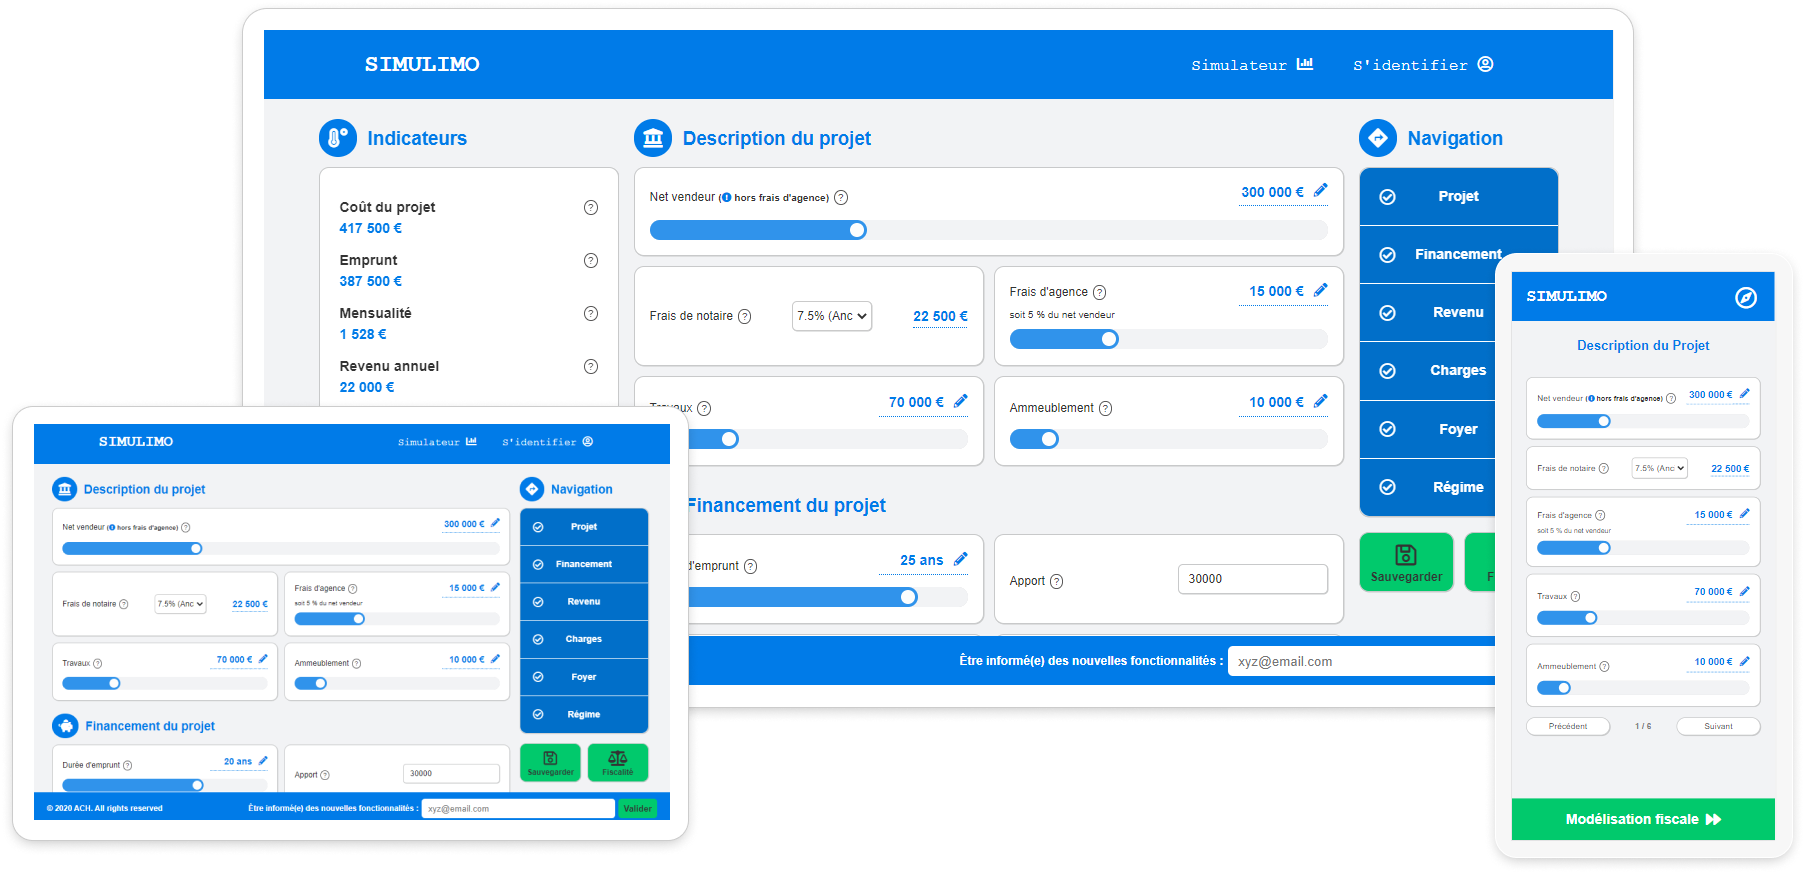 SIMULIMO
Simulateur
S'identifier
Indicateurs
Coût du projet
417 500 €
Emprunt
387 500 €
Mensualité
1 528 €
Revenu annuel
22 000 €
Description du projet
Net vendeur (hors frais d'agence)
300 000 €
Frais de notaire
7.5% (Anc
22 500 €
Frais d'agence
15 000 €
soit 5 % du net vendeur
70 000 €
Ammeublement
10 000 €
Financement du projet
d'emprunt
25 ans
Apport
30000
Navigation
Projet
Financement
Revenu
Charges
Foyer
Régime
Sauvegarder
F
Être informé(e) des nouvelles fonctionnalités :
xyz@email.com
SIMULIMO
Simulateur
S'identifier
Description du projet
Net vendeur (hors frais d'agence)
300 000 €
Frais de notaire
7.5% (Anc
22 500 €
Frais d'agence
15 000 €
soit 5 % du net vendeur
Travaux
70 000 €
Ammeublement
10 000 €
Financement du projet
Durée d'emprunt
20 ans
Apport
30000
Navigation
Projet
Financement
Revenu
Charges
Foyer
Régime
Sauvegarder
Fiscalité
© 2020 ACH. All rights reserved
Être informé(e) des nouvelles fonctionnalités :
xyz@email.com
Valider
SIMULIMO
Description du Projet
Net vendeur (hors frais d'agence)
300 000 €
Frais de notaire
7.5% (Anc
22 500 €
Frais d'agence
15 000 €
soit 5 % du net vendeur
Travaux
70 000 €
Ammeublement
10 000 €
Précédent
1 / 6
Suivant
Modélisation fiscale